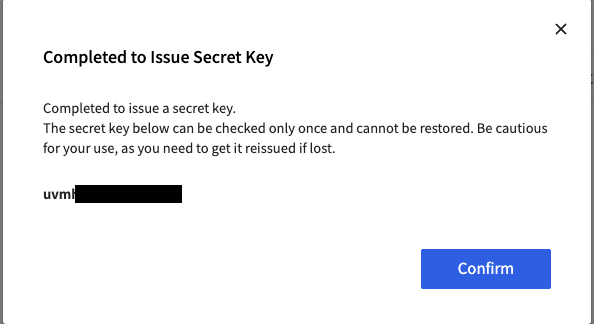 Completed to Issue Secret Key
Completed to issue a secret key.
The secret key below can be checked only once and cannot be restored. Be cautious
for your use, as you need to get it reissued if lost.
Confirm